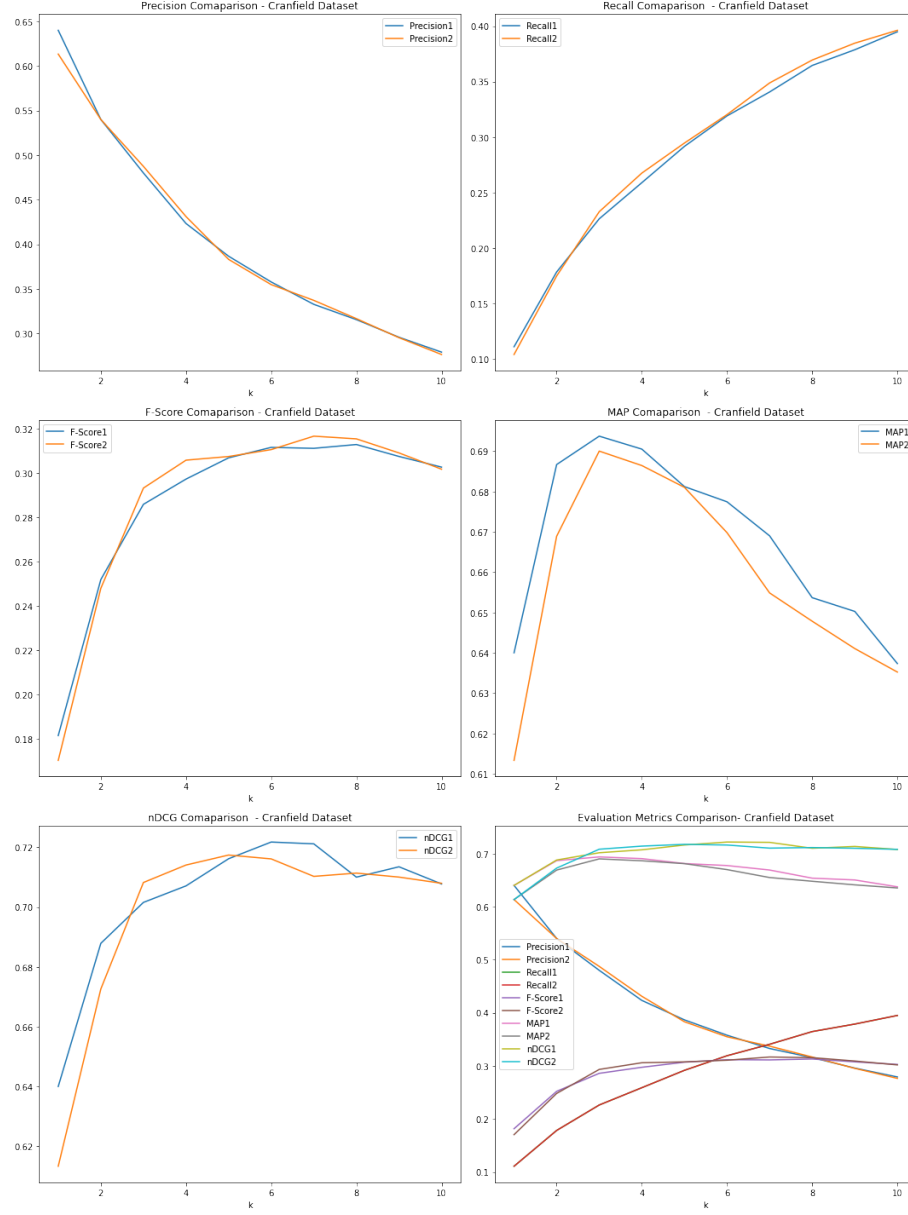 Precision Comaparison - Cranfield Dataset
Precision1
Precision2
0.65
0.60
0.55
0.50
0.45
0.40
0.35
0.30
2
4
6
8
10
k
Recall Comaparison - Cranfield Dataset
Recall1
Recall2
0.40
0.35
0.30
0.25
0.20
0.15
0.10
2
4
6
8
10
k
F-Score Comaparison - Cranfield Dataset
F-Score1
F-Score2
0.32
0.30
0.28
0.26
0.24
0.22
0.20
0.18
2
4
6
8
10
k
MAP Comaparison - Cranfield Dataset
MAP1
MAP2
0.69
0.68
0.67
0.66
0.65
0.64
0.63
0.62
0.61
2
4
6
8
10
k
nDCG Comaparison - Cranfield Dataset
nDCG1
nDCG2
0.72
0.70
0.68
0.66
0.64
0.62
2
4
6
8
10
k
Evaluation Metrics Comparison- Cranfield Dataset
0.7
0.6
0.5
0.4
0.3
0.2
0.1
Precision1
Precision2
Recall1
Recall2
F-Score1
F-Score2
MAP1
MAP2
nDCG1
nDCG2
2
4
6
8
10
k